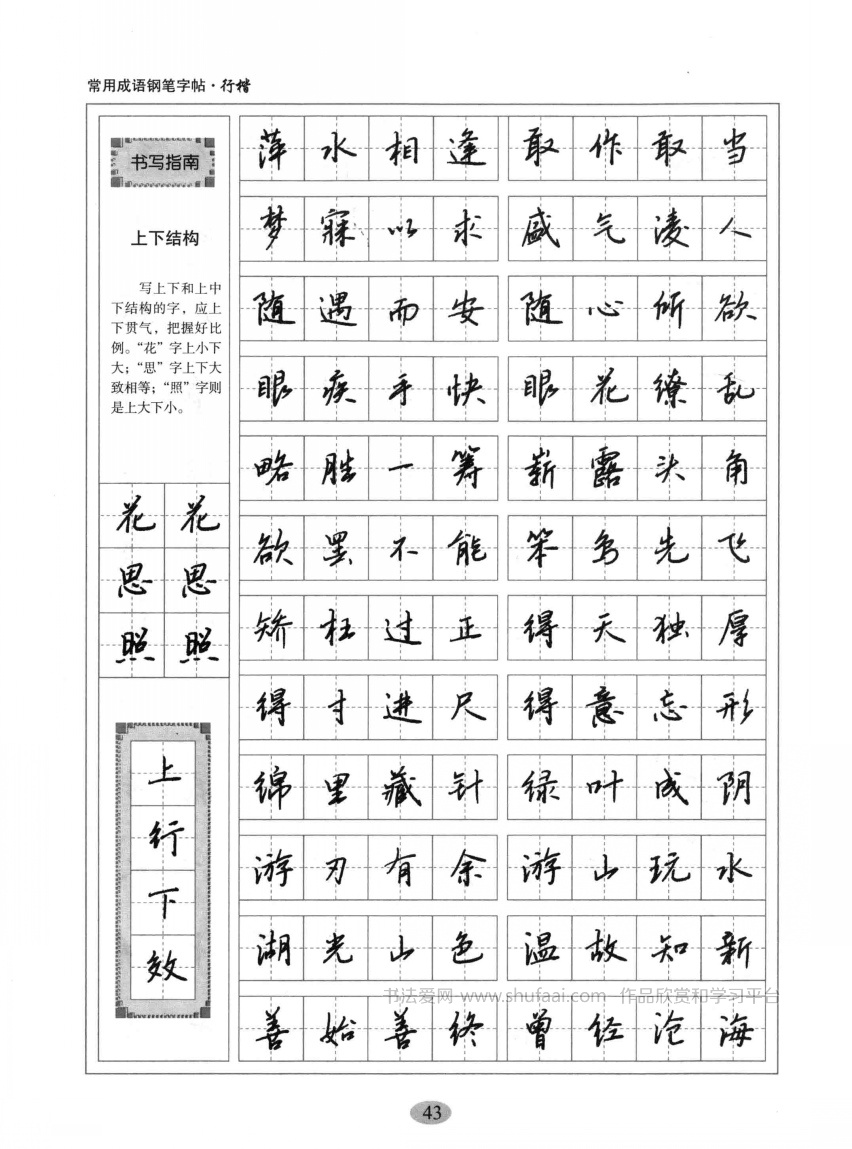 常用成语钢笔字帖·行楷
书写指南
上下结构
写上下和上中
下结构的字，应上
下贯气，把握好比
例。“花”字上小下
大；“思”字上下大
致相等；“照”字则
是上大下小。
花 花
思 思
照 照
上
行
下
效
萍水相逢 敢作敢当
梦寐以求 盛气凌人
随遇而安 随心所欲
眼疾手快 眼花缭乱
略胜一筹 崭露头角
欲罢不能 笨鸟先飞
矫枉过正 得天独厚
得寸进尺 得意忘形
绵里藏针 绿叶成阴
游刃有余 游山玩水
湖光山色 温故知新
书法爱网 www.shufaai.com 作品欣赏和学习平台
善始善终 曾经沧海
43